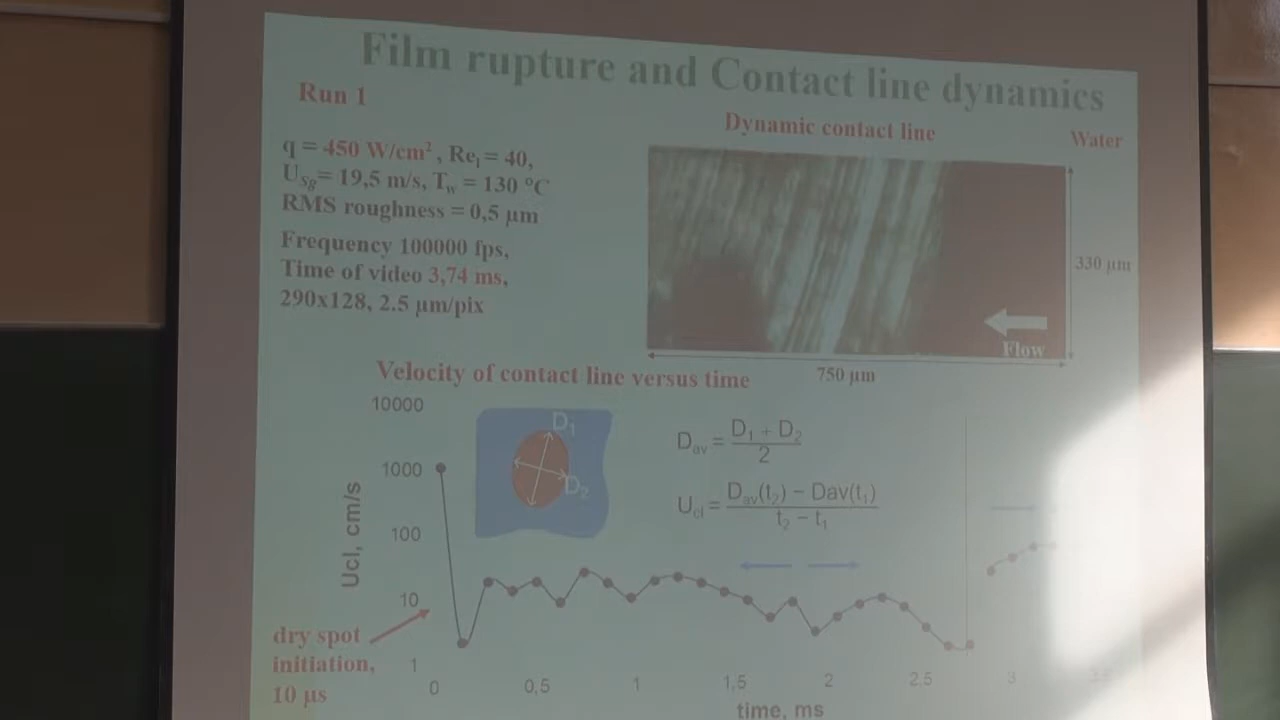 Film rupture and Contact line dynamics
Run 1
q = 450 W/cm², Reₗ = 40,
U_Sg = 19,5 m/s, T_w = 130 °C
RMS roughness = 0,5 µm
Frequency 100000 fps,
Time of video 3,74 ms,
290x128, 2.5 µm/pix
Dynamic contact line
Water
330 µm
Flow
750 µm
Velocity of contact line versus time
10000
1000
100
10
1
Ucl, cm/s
D₁
D₂
D_av = (D₁ + D₂) / 2
U_cl = (D_av(t₂) – Dav(t₁)) / (t₂ – t₁)
dry spot
initiation,
10 µs
0 0,5 1 1,5 2 2,5 3
time, ms